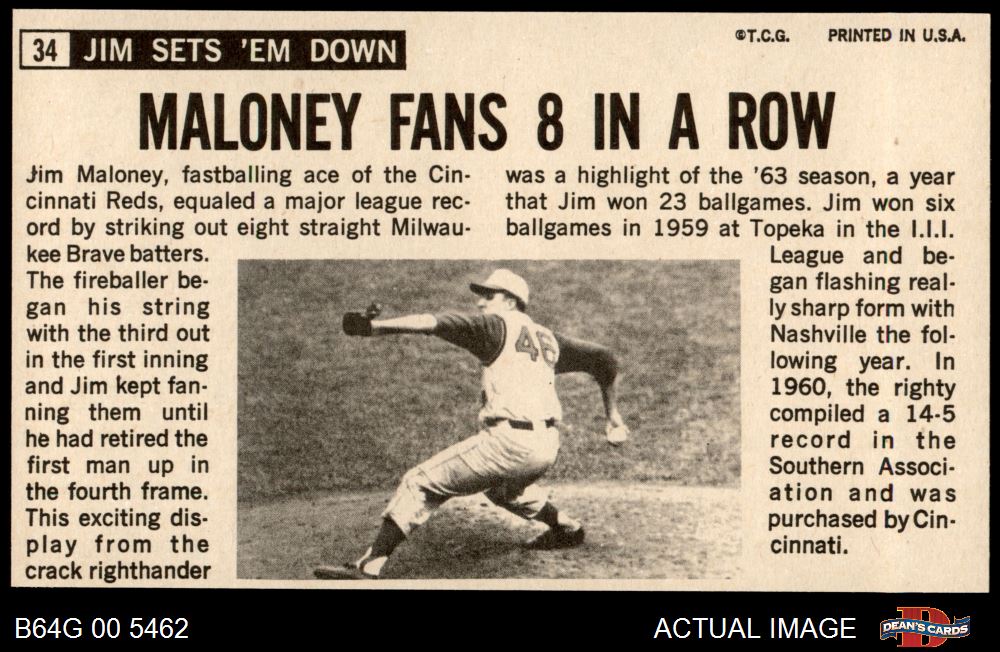 34 JIM SETS 'EM DOWN
©T.C.G. PRINTED IN U.S.A.
MALONEY FANS 8 IN A ROW
Jim Maloney, fastballing ace of the Cin-
cinnati Reds, equaled a major league rec-
ord by striking out eight straight Milwau-
kee Brave batters.
The fireballer be-
gan his string
with the third out
in the first inning
and Jim kept fan-
ning them until
he had retired the
first man up in
the fourth frame.
This exciting dis-
play from the
crack righthander
was a highlight of the '63 season, a year
that Jim won 23 ballgames. Jim won six
ballgames in 1959 at Topeka in the I.I.I.
League and be-
gan flashing real-
ly sharp form with
Nashville the fol-
lowing year. In
1960, the righty
compiled a 14-5
record in the
Southern Associ-
ation and was
purchased by Cin-
cinnati.
46
B64G 00 5462
ACTUAL IMAGE
D
DEAN'S CARDS